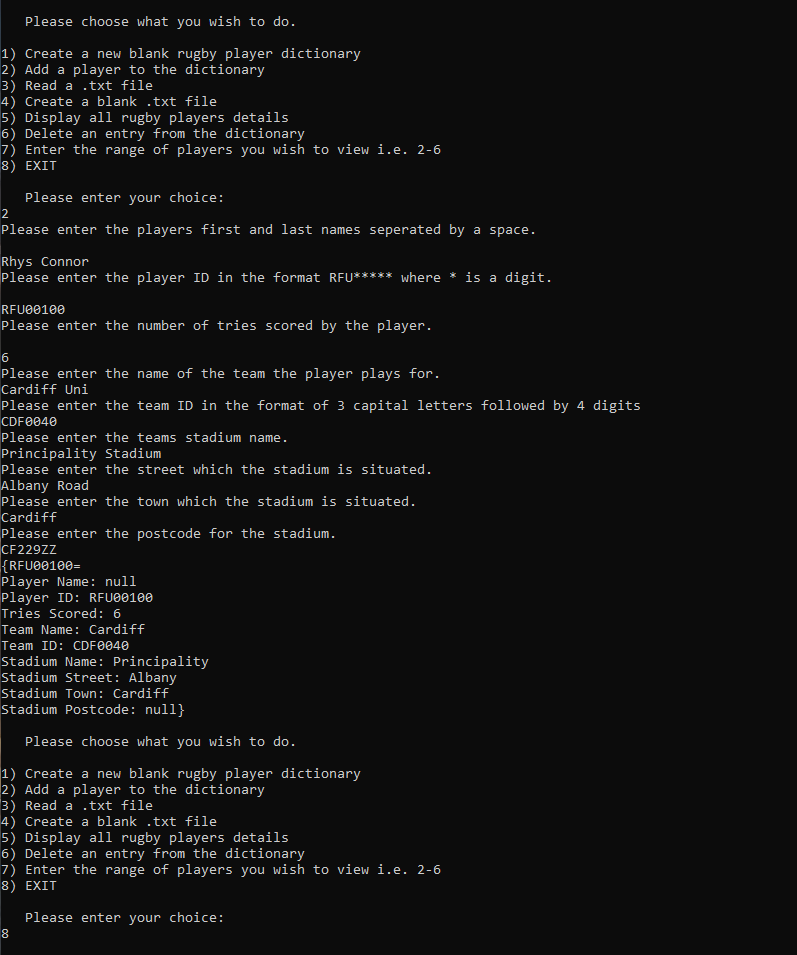 Please choose what you wish to do.
1) Create a new blank rugby player dictionary
2) Add a player to the dictionary
3) Read a .txt file
4) Create a blank .txt file
5) Display all rugby players details
6) Delete an entry from the dictionary
7) Enter the range of players you wish to view i.e. 2-6
8) EXIT
Please enter your choice:
2
Please enter the players first and last names seperated by a space.
Rhys Connor
Please enter the player ID in the format RFU***** where * is a digit.
RFU00100
Please enter the number of tries scored by the player.
6
Please enter the name of the team the player plays for.
Cardiff Uni
Please enter the team ID in the format of 3 capital letters followed by 4 digits
CDF0040
Please enter the teams stadium name.
Principality Stadium
Please enter the street which the stadium is situated.
Albany Road
Please enter the town which the stadium is situated.
Cardiff
Please enter the postcode for the stadium.
CF229ZZ
{RFU00100=
Player Name: null
Player ID: RFU00100
Tries Scored: 6
Team Name: Cardiff
Team ID: CDF0040
Stadium Name: Principality
Stadium Street: Albany
Stadium Town: Cardiff
Stadium Postcode: null}
Please choose what you wish to do.
1) Create a new blank rugby player dictionary
2) Add a player to the dictionary
3) Read a .txt file
4) Create a blank .txt file
5) Display all rugby players details
6) Delete an entry from the dictionary
7) Enter the range of players you wish to view i.e. 2-6
8) EXIT
Please enter your choice:
8